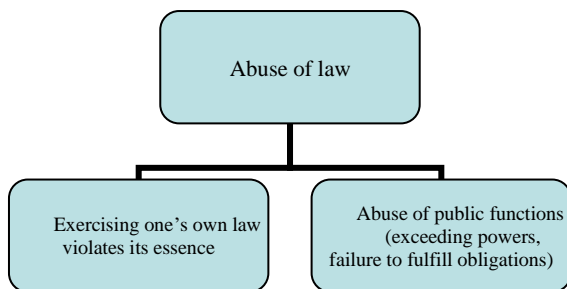 Abuse of law
Exercising one’s own law
violates its essence
Abuse of public functions
(exceeding powers,
failure to fulfill obligations)